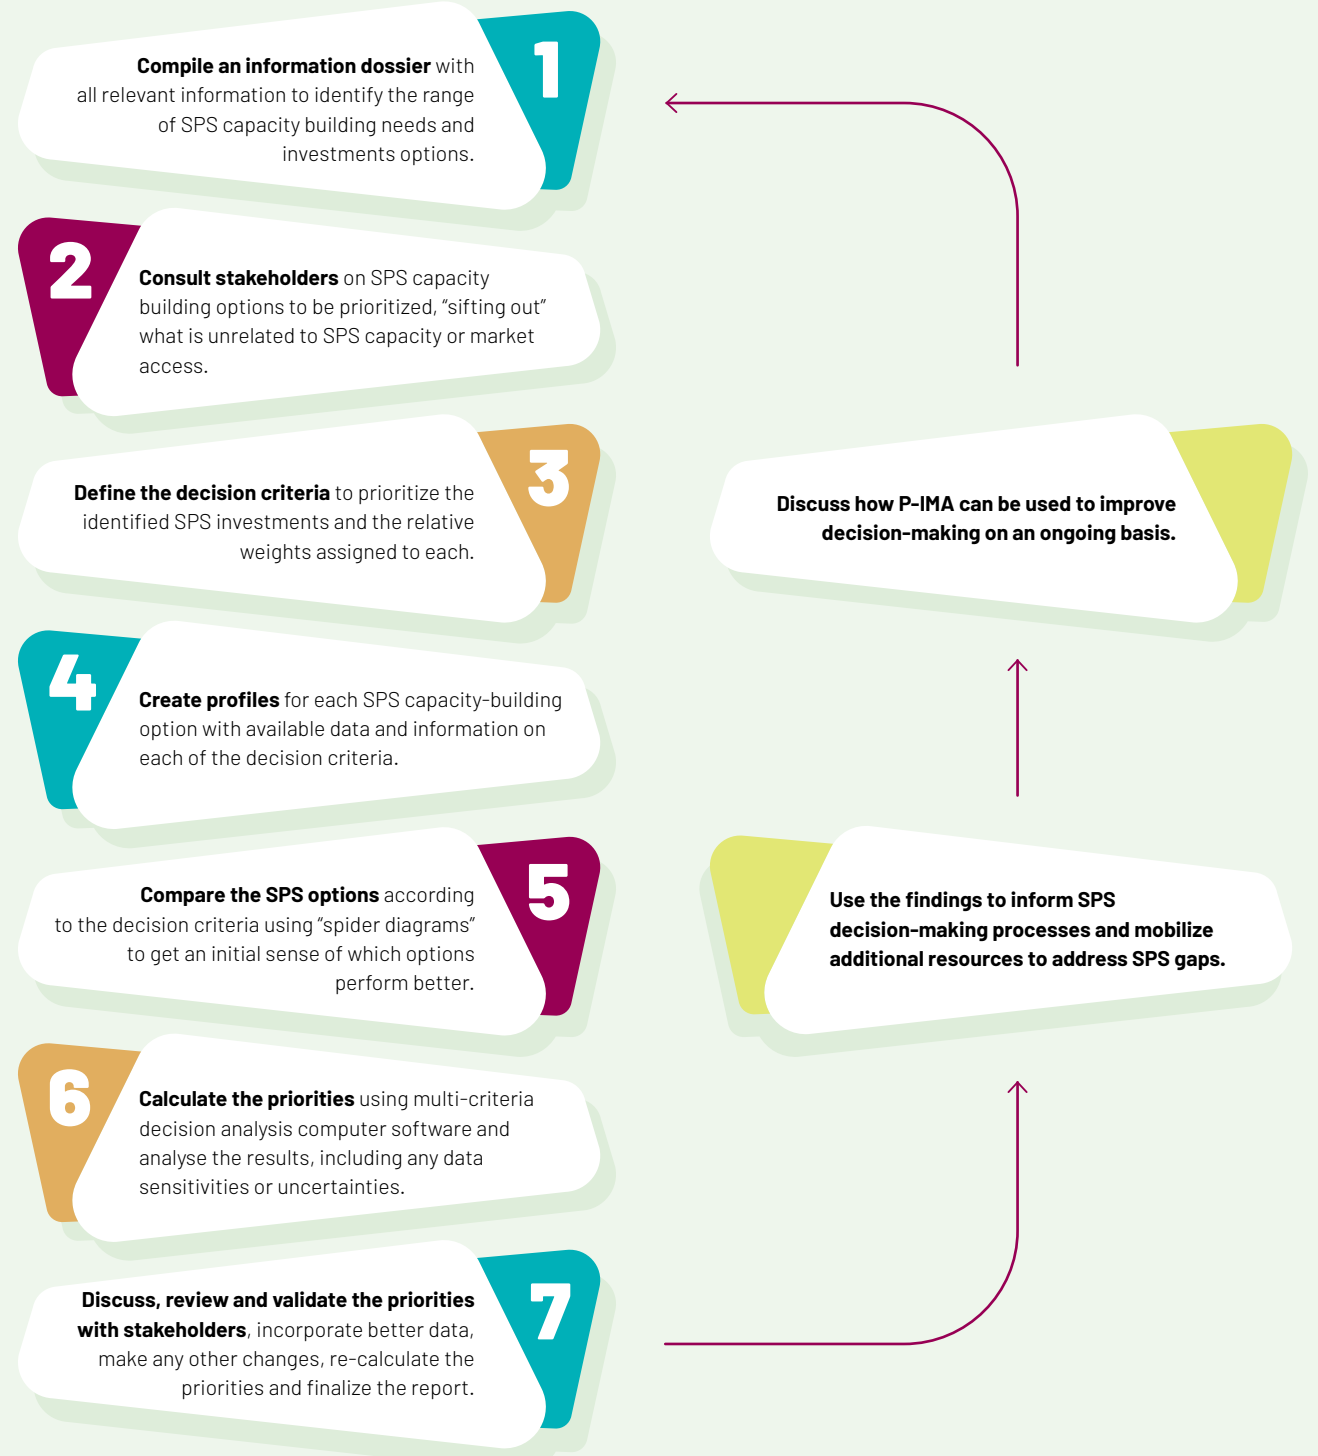 1
Compile an information dossier with
all relevant information to identify the range
of SPS capacity building needs and
investments options.
2
Consult stakeholders on SPS capacity
building options to be prioritized, “sifting out”
what is unrelated to SPS capacity or market
access.
3
Define the decision criteria to prioritize the
identified SPS investments and the relative
weights assigned to each.
4
Create profiles for each SPS capacity-building
option with available data and information on
each of the decision criteria.
5
Compare the SPS options according
to the decision criteria using “spider diagrams”
to get an initial sense of which options
perform better.
6
Calculate the priorities using multi-criteria
decision analysis computer software and
analyse the results, including any data
sensitivities or uncertainties.
7
Discuss, review and validate the priorities
with stakeholders, incorporate better data,
make any other changes, re-calculate the
priorities and finalize the report.
Use the findings to inform SPS
decision-making processes and mobilize
additional resources to address SPS gaps.
Discuss how P-IMA can be used to improve
decision-making on an ongoing basis.